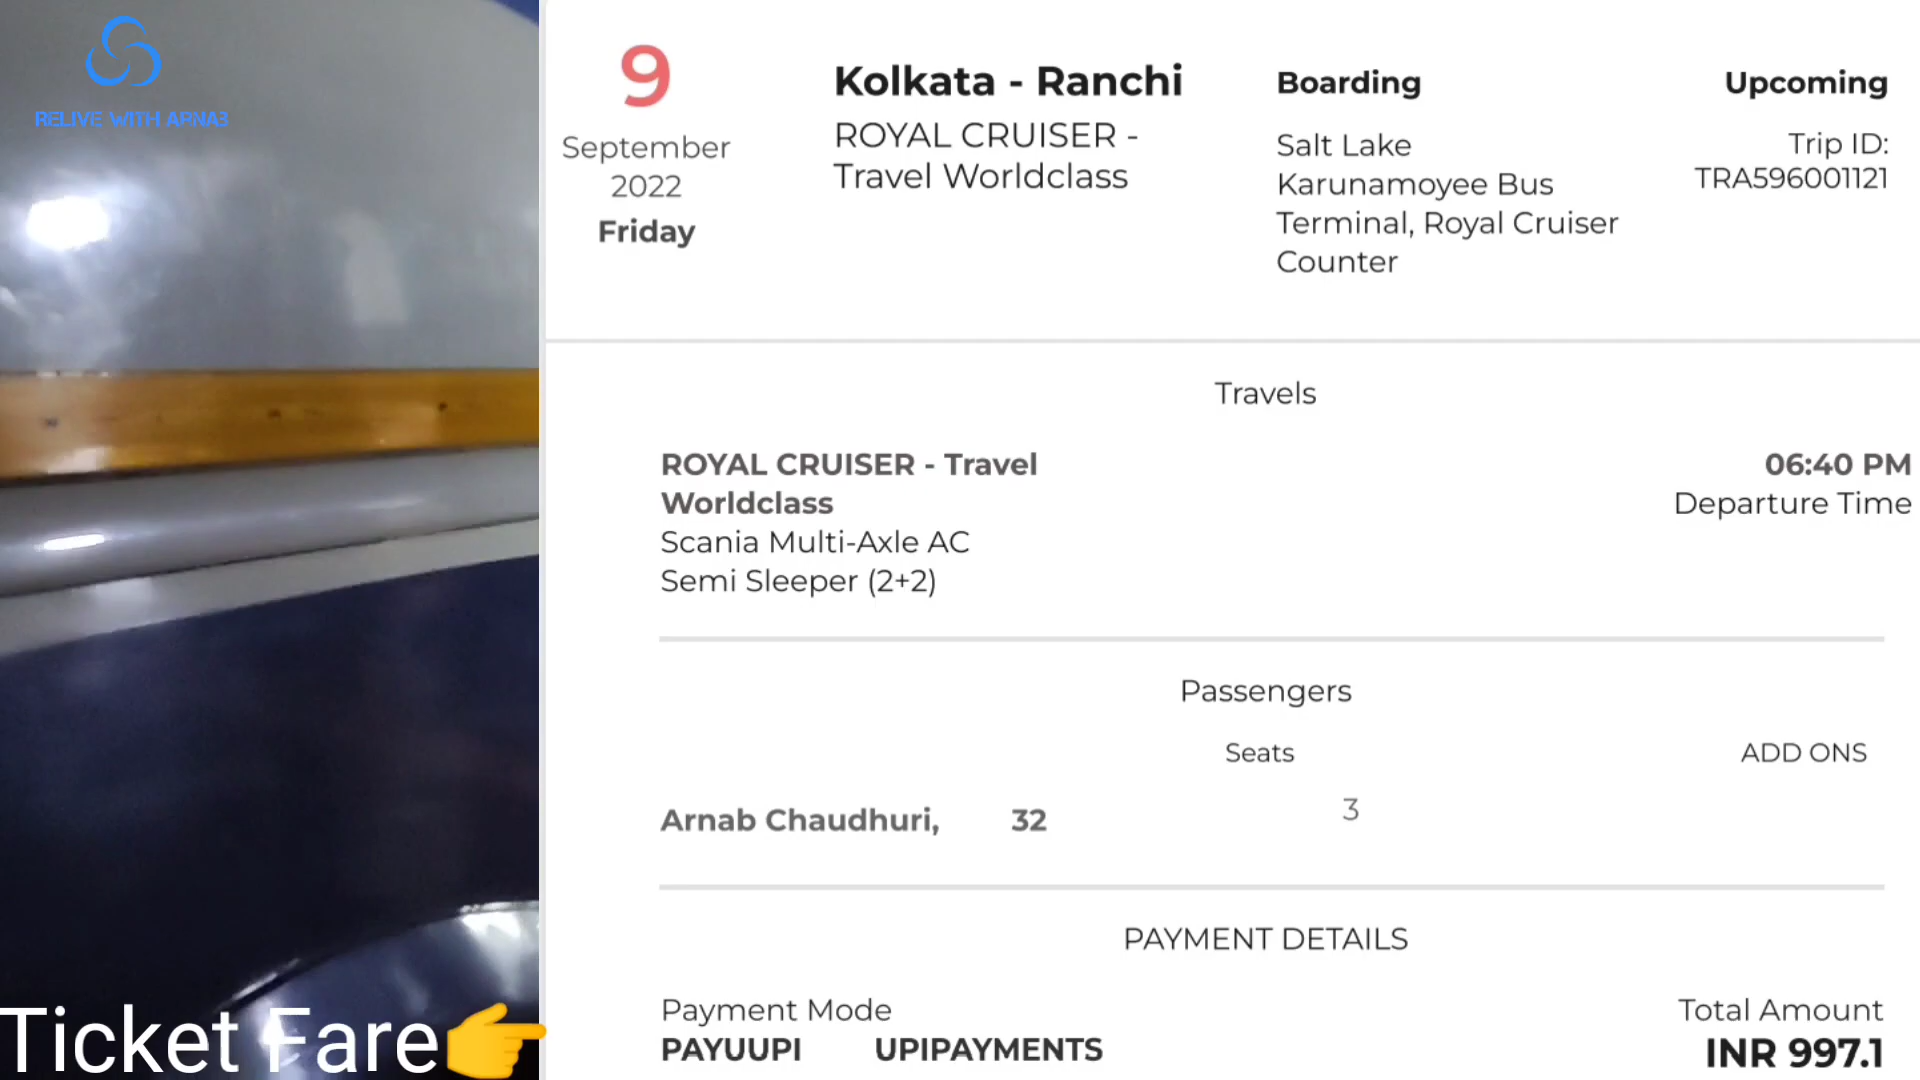 RELIVE WITH ARNAB
9
September
2022
Friday
Kolkata - Ranchi
ROYAL CRUISER -
Travel Worldclass
Boarding
Salt Lake
Karunamoyee Bus
Terminal, Royal Cruiser
Counter
Upcoming
Trip ID:
TRA596001121
Travels
ROYAL CRUISER - Travel
Worldclass
Scania Multi-Axle AC
Semi Sleeper (2+2)
06:40 PM
Departure Time
Passengers
Seats
ADD ONS
Arnab Chaudhuri, 32
3
PAYMENT DETAILS
Payment Mode
PAYUUPI UPIPAYMENTS
Total Amount
INR 997.1
Ticket Fare👉